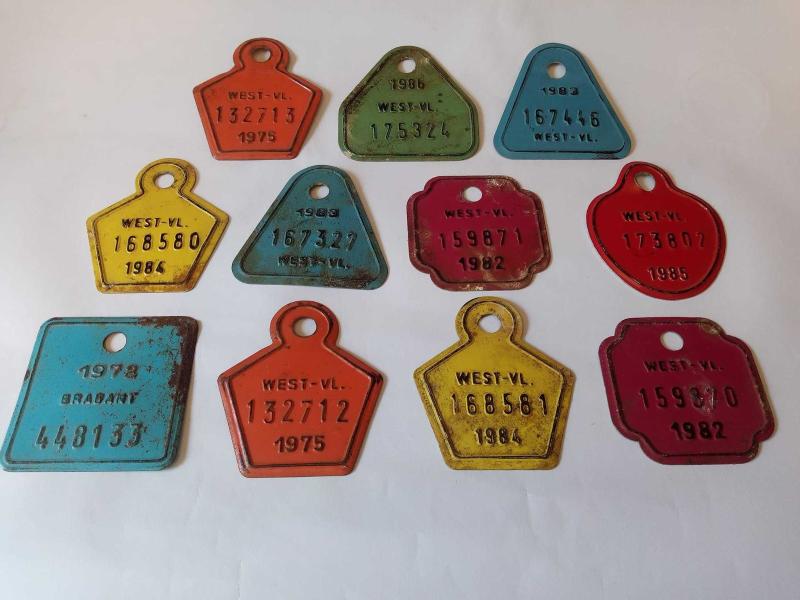 WEST-VL.
132713
1975
1986
WEST-VL.
175324
1983
167446
WEST-VL.
WEST-VL.
168580
1984
1983
167327
WEST-VL.
WEST-VL.
159871
1982
WEST-VL.
173802
1985
1978
BRABANT
448133
WEST-VL.
132712
1975
WEST-VL.
168581
1984
WEST-VL.
159870
1982